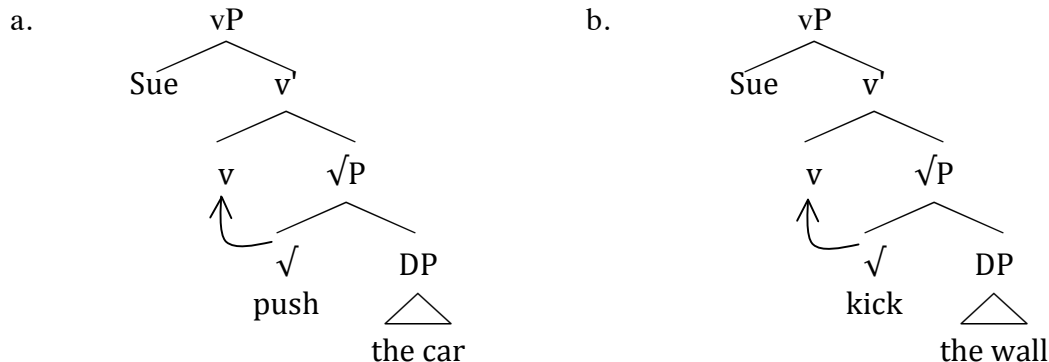 a. vP b. vP
Sue v' Sue v'
v √P v √P
√ DP √ DP
push kick
the car the wall